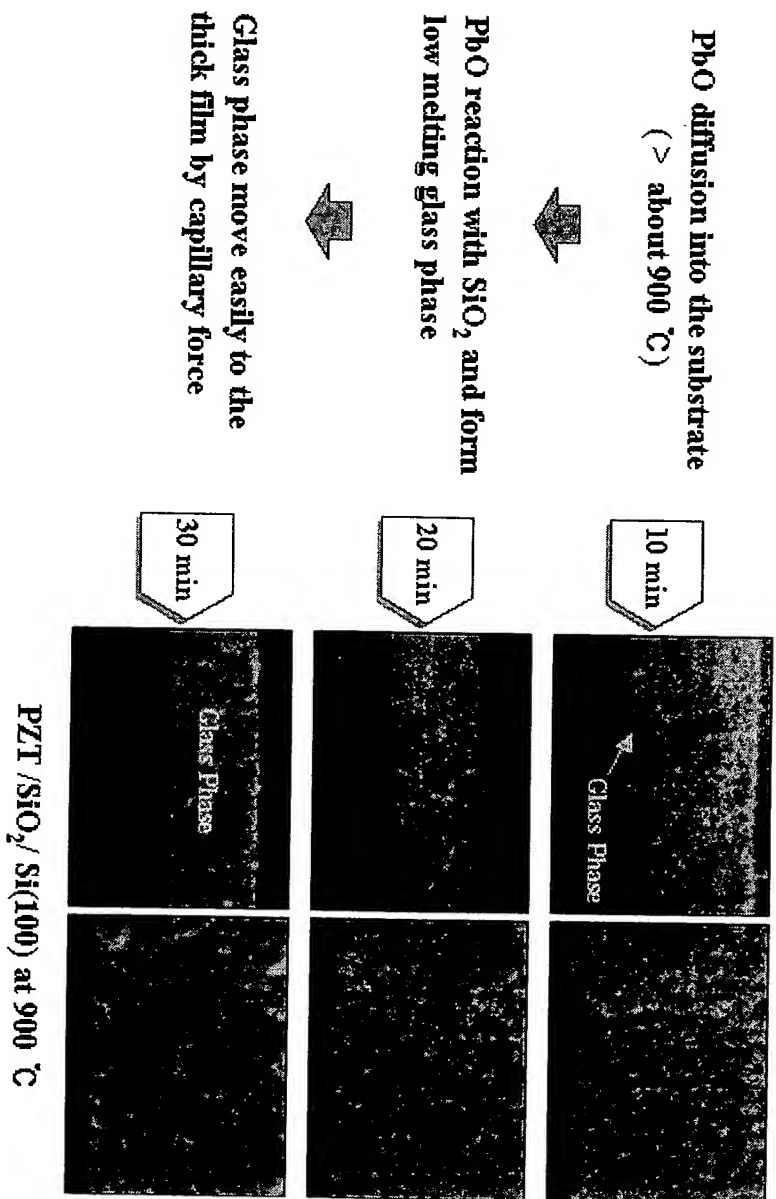 PbO diffusion into the substrate
(> about 900 ℃)
PbO reaction with SiO₂ and form
low melting glass phase
Glass phase move easily to the
thick film by capillary force
10 min
Glass Phase
20 min
30 min
Glass Phase
PZT /SiO₂/ Si(100) at 900 ℃